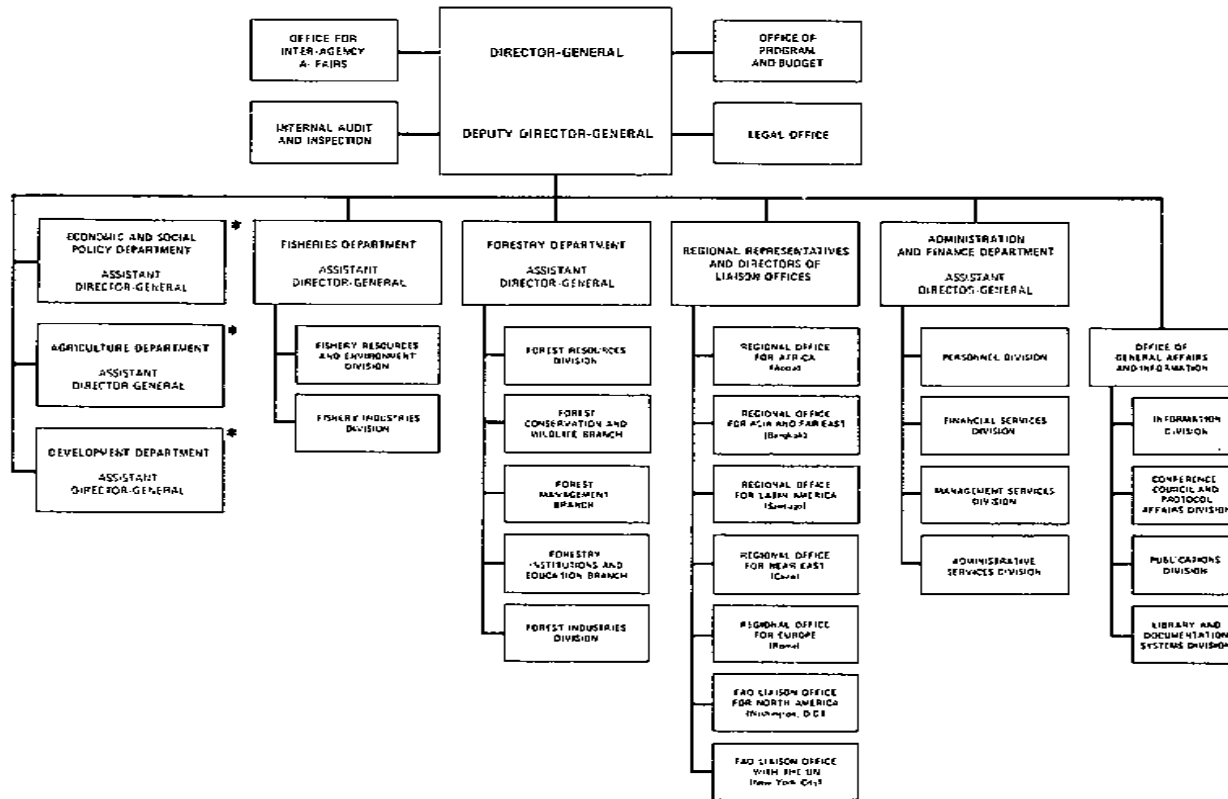 OFFICE FOR
INTER-AGENCY
A- FAIRS
DIRECTOR-GENERAL
OFFICE OF
PROGRAM
AND BUDGET
INTERNAL AUDIT
AND INSPECTION
DEPUTY DIRECTOR-GENERAL
LEGAL OFFICE
ECONOMIC AND SOCIAL
POLICY DEPARTMENT
ASSISTANT
DIRECTOR-GENERAL
*
AGRICULTURE DEPARTMENT
ASSISTANT
DIRECTOR GENERAL
*
DEVELOPMENT DEPARTMENT
ASSISTANT
DIRECTOR-GENERAL
*
FISHERIES DEPARTMENT
ASSISTANT
DIRECTOR-GENERAL
FISHERY RESOURCES
AND ENVIRONMENT
DIVISION
FISHERY INDUSTRIES
DIVISION
FORESTRY DEPARTMENT
ASSISTANT
DIRECTOR-GENERAL
FOREST RESOURCES
DIVISION
FOREST
CONSERVATION AND
WILDLIFE BRANCH
FOREST
MANAGEMENT
BRANCH
FORESTRY
INSTITUTIONS AND
EDUCATION BRANCH
FOREST INDUSTRIES
DIVISION
REGIONAL REPRESENTATIVES
AND DIRECTORS OF
LIAISON OFFICES
REGIONAL OFFICE
FOR AFRICA
(Accra)
REGIONAL OFFICE
FOR ASIA AND FAR EAST
(Bangkok)
REGIONAL OFFICE
FOR LATIN AMERICA
(Santiago)
REGIONAL OFFICE
FOR NEAR EAST
(Cairo)
REGIONAL OFFICE
FOR EUROPE
(Rome)
FAO LIAISON OFFICE
FOR NORTH AMERICA
(Washington, D.C.)
FAO LIAISON OFFICE
WITH THE UN
(New York City)
ADMINISTRATION
AND FINANCE DEPARTMENT
ASSISTANT
DIRECTOR-GENERAL
PERSONNEL DIVISION
FINANCIAL SERVICES
DIVISION
MANAGEMENT SERVICES
DIVISION
ADMINISTRATIVE
SERVICES DIVISION
OFFICE OF
GENERAL AFFAIRS
AND INFORMATION
INFORMATION
DIVISION
CONFERENCE
COUNCIL AND
PROTOCOL
AFFAIRS DIVISION
PUBLICATIONS
DIVISION
LIBRARY AND
DOCUMENTATION
SYSTEMS DIVISION